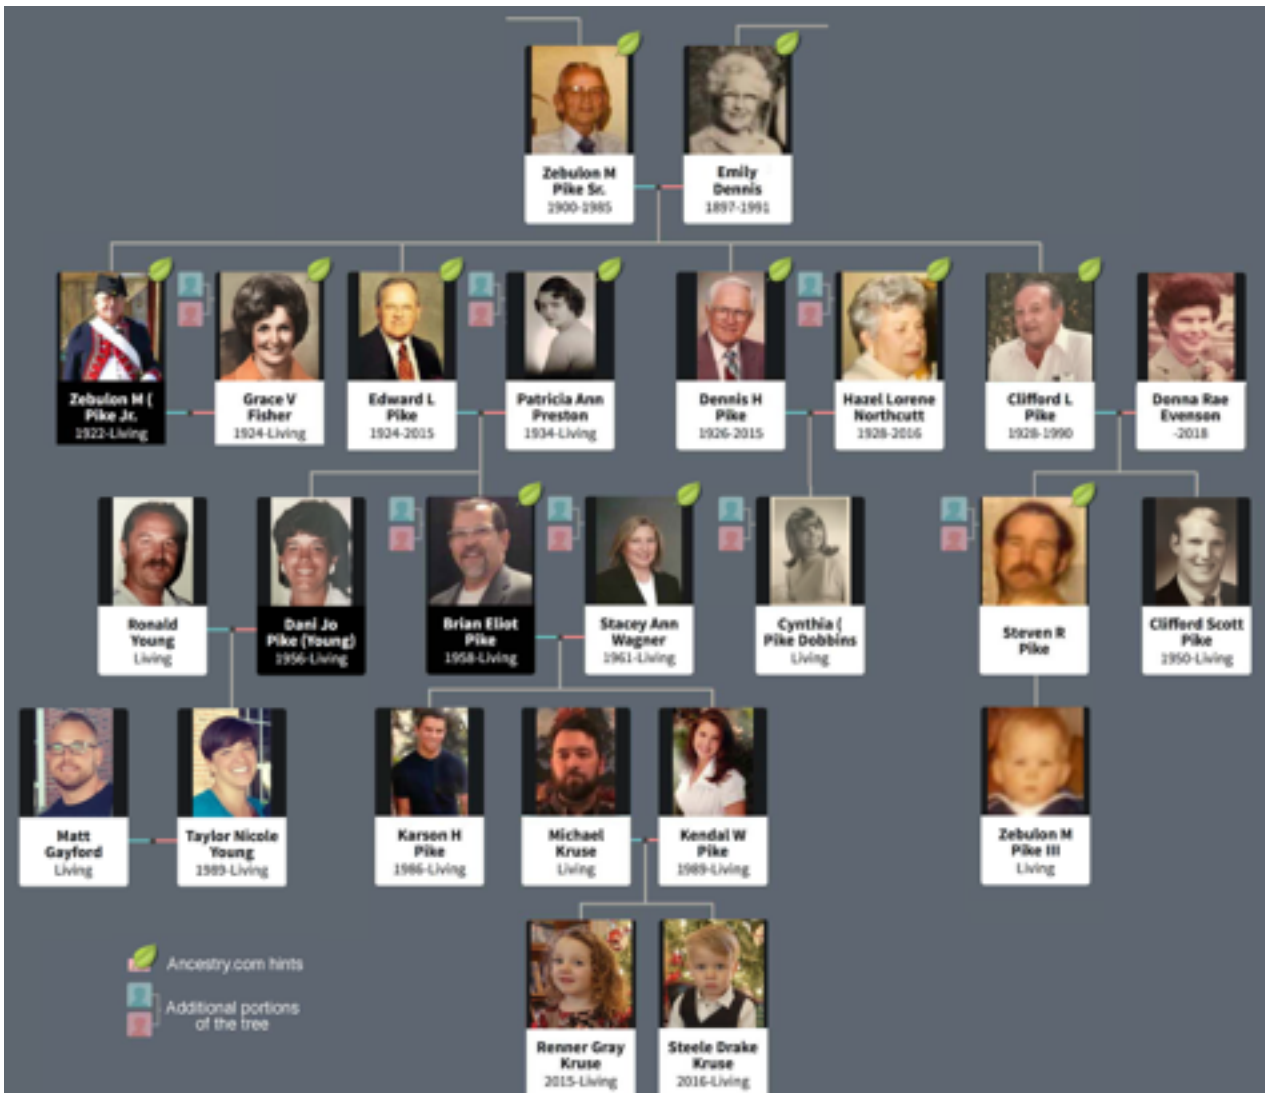 Zebulon M
Pike Sr.
1900-1985
Emily
Dennis
1897-1991
Zebulon M (
Pike Jr.
1922-Living
Grace V
Fisher
1924-Living
Edward L
Pike
1924-2015
Patricia Ann
Preston
1934-Living
Dennis H
Pike
1926-2015
Hazel Lorene
Northcutt
1928-2016
Clifford L
Pike
1928-1990
Donna Rae
Evenson
-2018
Ronald
Young
Living
Dani Jo
Pike (Young)
1956-Living
Brian Eliot
Pike
1958-Living
Stacey Ann
Wagner
1961-Living
Cynthia (
Pike Dobbins
Living
Steven R
Pike
Clifford Scott
Pike
1950-Living
Matt
Gayford
Living
Taylor Nicole
Young
1989-Living
Karson H
Pike
1986-Living
Michael
Kruse
Living
Kendal W
Pike
1989-Living
Zebulon M
Pike III
Living
Ancestry.com hints
Additional portions
of the tree
Renner Gray
Kruse
2015-Living
Steele Drake
Kruse
2016-Living